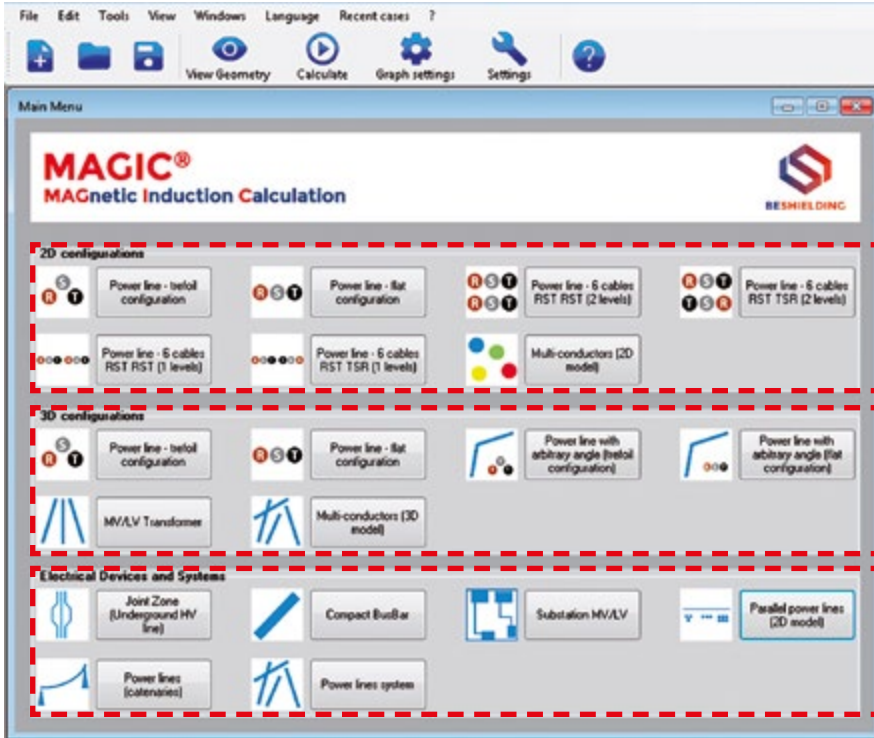 File Edit Tools View Windows Language Recent cases ?
View Geometry Calculate Graph settings Settings ?
Main Menu
MAGIC®
MAGnetic Induction Calculation
BESHIELDING
2D configurations
S
R T
Power line - trefoil
configuration
R S T
Power line - flat
configuration
R S T
R S T
Power line - 6 cables
RST RST (2 levels)
R S T
T S R
Power line - 6 cables
RST TSR (2 levels)
Power line - 6 cables
RST RST (1 levels)
Power line - 6 cables
RST TSR (1 levels)
Multi-conductors (2D
model)
3D configurations
S
R T
Power line - trefoil
configuration
R S T
Power line - flat
configuration
Power line with
arbitrary angle (trefoil
configuration)
Power line with
arbitrary angle (flat
configuration)
MV/LV Transformer
Multi-conductors (3D
model)
Electrical Devices and Systems
Joint Zone
(Underground HV
line)
Compact BusBar
Substation MV/LV
Parallel power lines
(2D model)
Power lines
(catenaries)
Power lines system